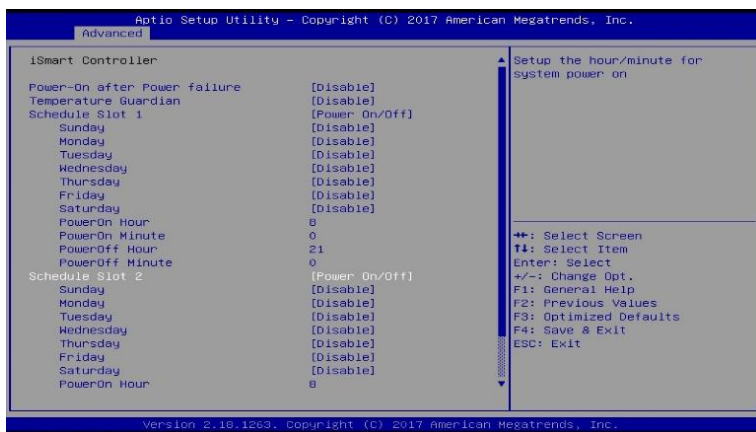 Aptio Setup Utility – Copyright (C) 2017 American Megatrends, Inc.
Advanced
iSmart Controller
Power-On after Power failure [Disable]
Temperature Guardian [Disable]
Schedule Slot 1 [Power On/Off]
Sunday [Disable]
Monday [Disable]
Tuesday [Disable]
Wednesday [Disable]
Thursday [Disable]
Friday [Disable]
Saturday [Disable]
PowerOn Hour 8
PowerOn Minute 0
PowerOff Hour 21
PowerOff Minute 0
Schedule Slot 2 [Power On/Off]
Sunday [Disable]
Monday [Disable]
Tuesday [Disable]
Wednesday [Disable]
Thursday [Disable]
Friday [Disable]
Saturday [Disable]
PowerOn Hour 8
Setup the hour/minute for
system power on
→←: Select Screen
↑↓: Select Item
Enter: Select
+/-: Change Opt.
F1: General Help
F2: Previous Values
F3: Optimized Defaults
F4: Save & Exit
ESC: Exit
Version 2.18.1263. Copyright (C) 2017 American Megatrends, Inc.